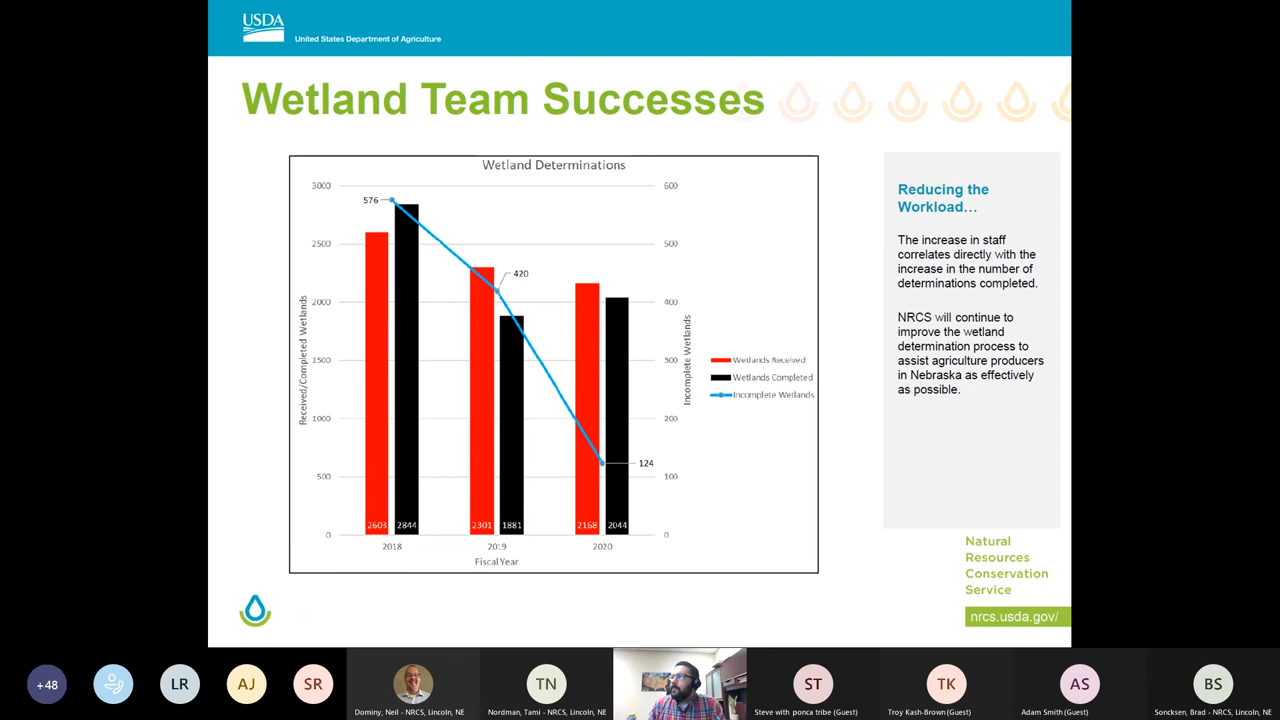 USDA
United States Department of Agriculture
Wetland Team Successes
Wetland Determinations
3000
2500
2000
1500
1000
500
0
Received/Completed Wetlands
600
500
400
300
200
100
0
Incomplete Wetlands
576
420
124
2603
2844
2301
1881
2168
2044
2018
2019
2020
Fiscal Year
Wetlands Received
Wetlands Completed
Incomplete Wetlands
Reducing the
Workload…
The increase in staff
correlates directly with the
increase in the number of
determinations completed.
NRCS will continue to
improve the wetland
determination process to
assist agriculture producers
in Nebraska as effectively
as possible.
Natural
Resources
Conservation
Service
nrcs.usda.gov/
+48
LR
AJ
SR
Dominy, Neil - NRCS, Lincoln, NE
TN
Nordman, Tami - NRCS, Lincoln, NE
ST
Steve with ponca tribe (Guest)
TK
Troy Kash-Brown (Guest)
AS
Adam Smith (Guest)
BS
Soncksen, Brad - NRCS, Lincoln, NE